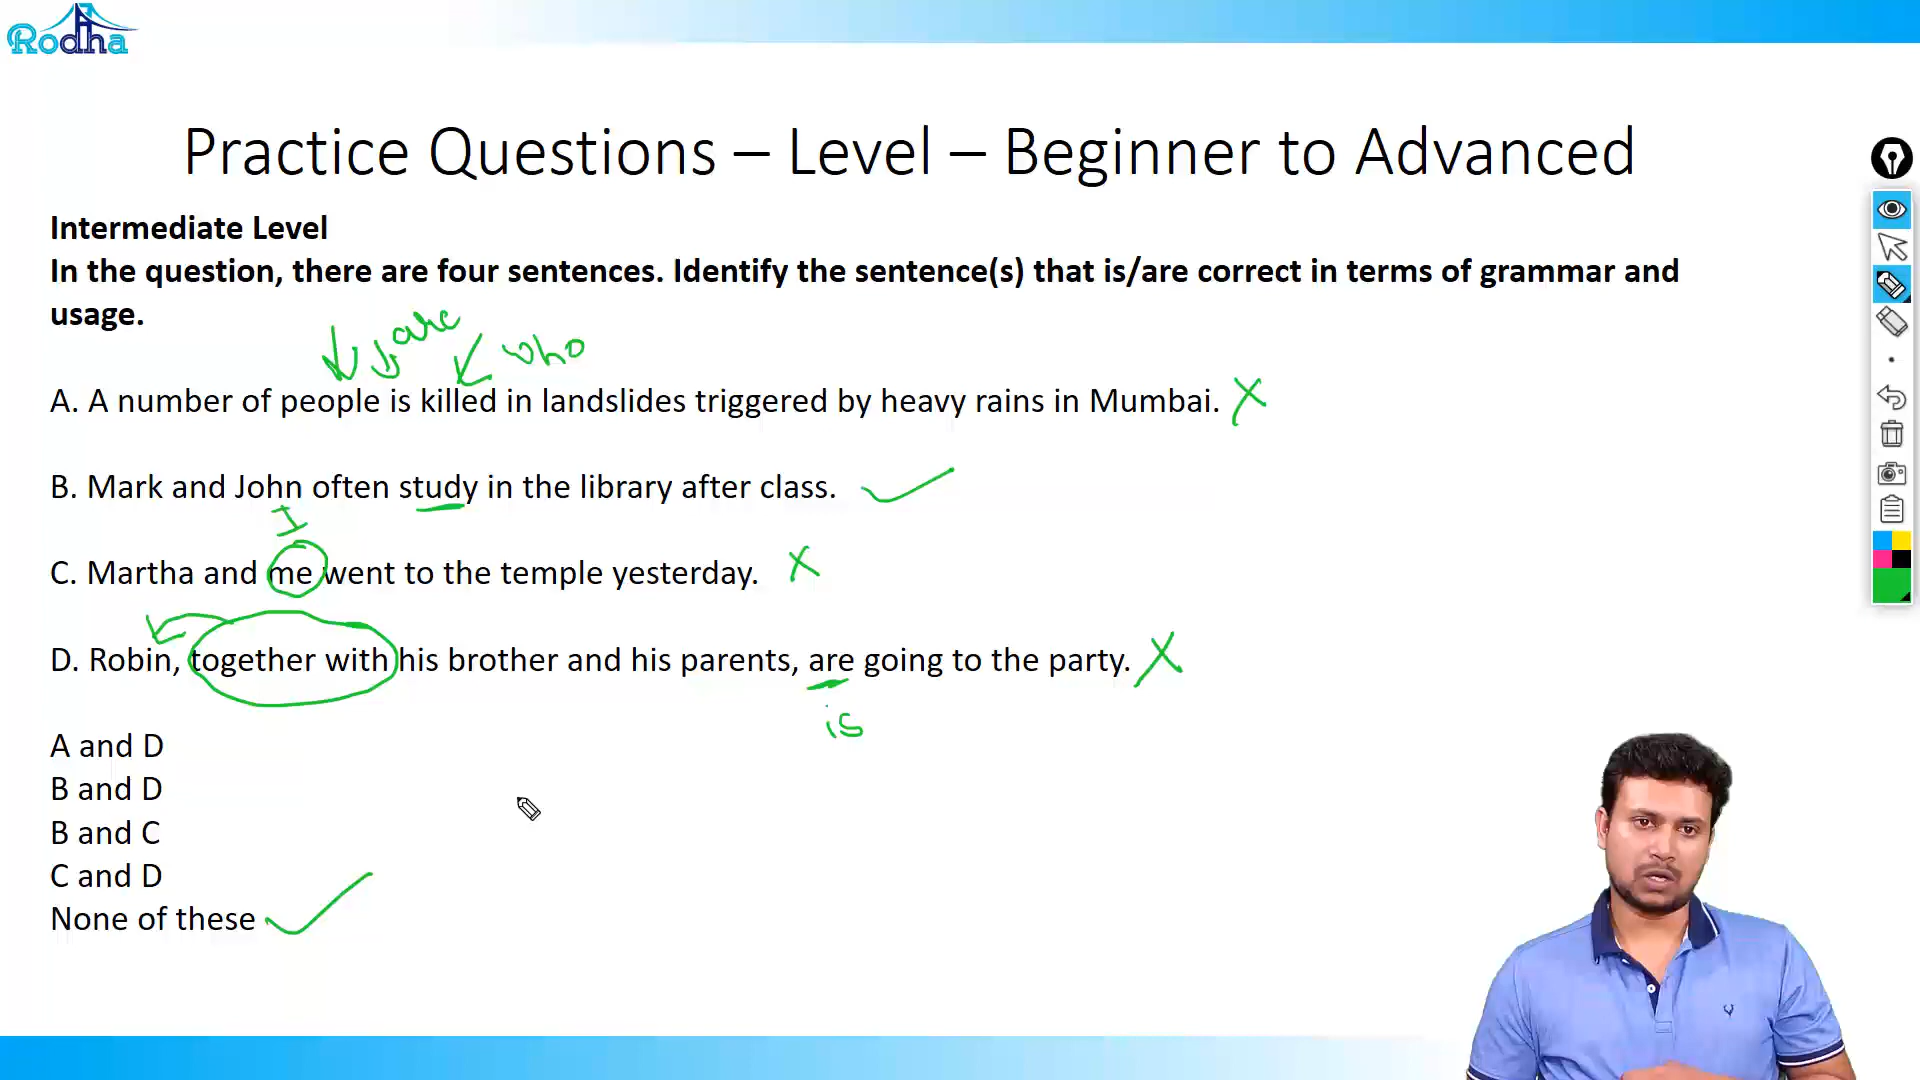 Rodha
Practice Questions – Level – Beginner to Advanced
Intermediate Level
In the question, there are four sentences. Identify the sentence(s) that is/are correct in terms of grammar and
usage.
are
who
A. A number of people is killed in landslides triggered by heavy rains in Mumbai. X
B. Mark and John often study in the library after class.
I
C. Martha and me went to the temple yesterday. X
D. Robin, together with his brother and his parents, are going to the party. X
is
A and D
B and D
B and C
C and D
None of these